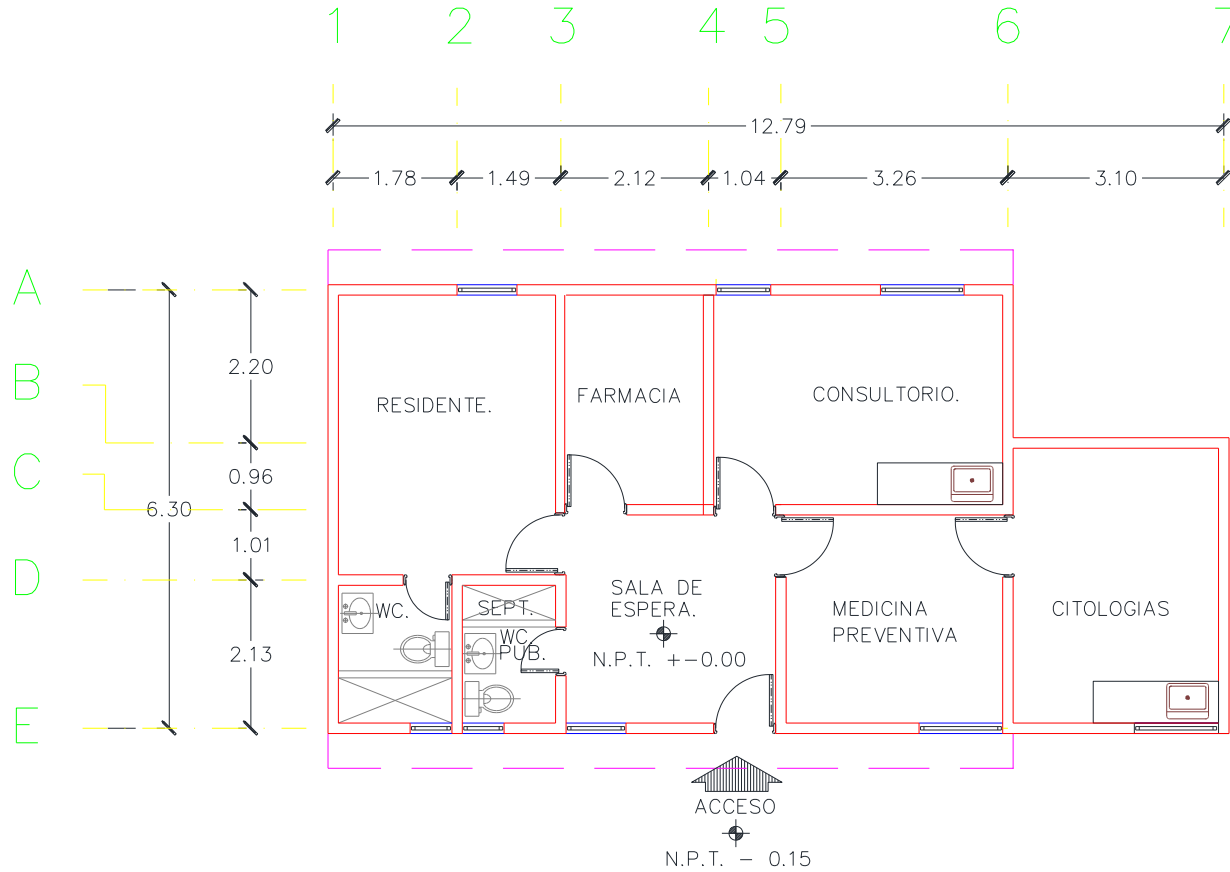 1 2 3 4 5 6 7
12.79
1.78 1.49 2.12 1.04 3.26 3.10
A
B
C
D
E
2.20
0.96
6.30
1.01
2.13
RESIDENTE.
FARMACIA
CONSULTORIO.
WC.
SEPT.
WC.
PUB.
SALA DE
ESPERA.
N.P.T. +-0.00
MEDICINA
PREVENTIVA
CITOLOGIAS
ACCESO
N.P.T. - 0.15